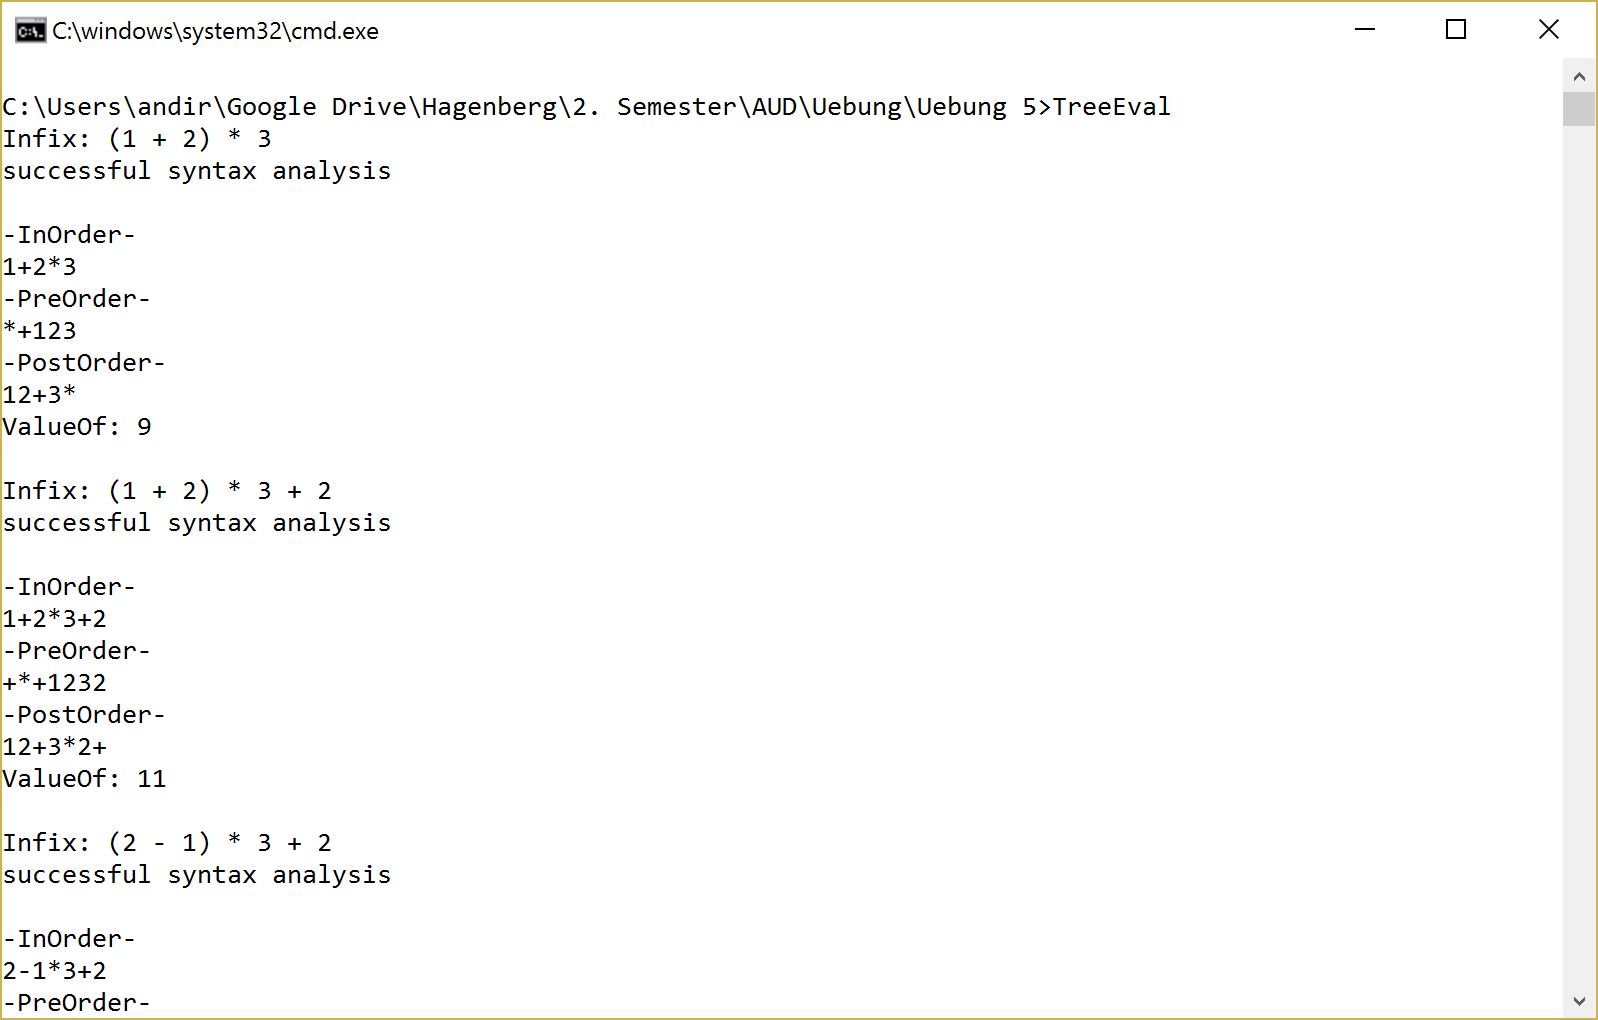 C:\windows\system32\cmd.exe
C:\Users\andir\Google Drive\Hagenberg\2. Semester\AUD\Uebung\Uebung 5>TreeEval
Infix: (1 + 2) * 3
successful syntax analysis
-InOrder-
1+2*3
-PreOrder-
*+123
-PostOrder-
12+3*
ValueOf: 9
Infix: (1 + 2) * 3 + 2
successful syntax analysis
-InOrder-
1+2*3+2
-PreOrder-
+*+1232
-PostOrder-
12+3*2+
ValueOf: 11
Infix: (2 - 1) * 3 + 2
successful syntax analysis
-InOrder-
2-1*3+2
-PreOrder-